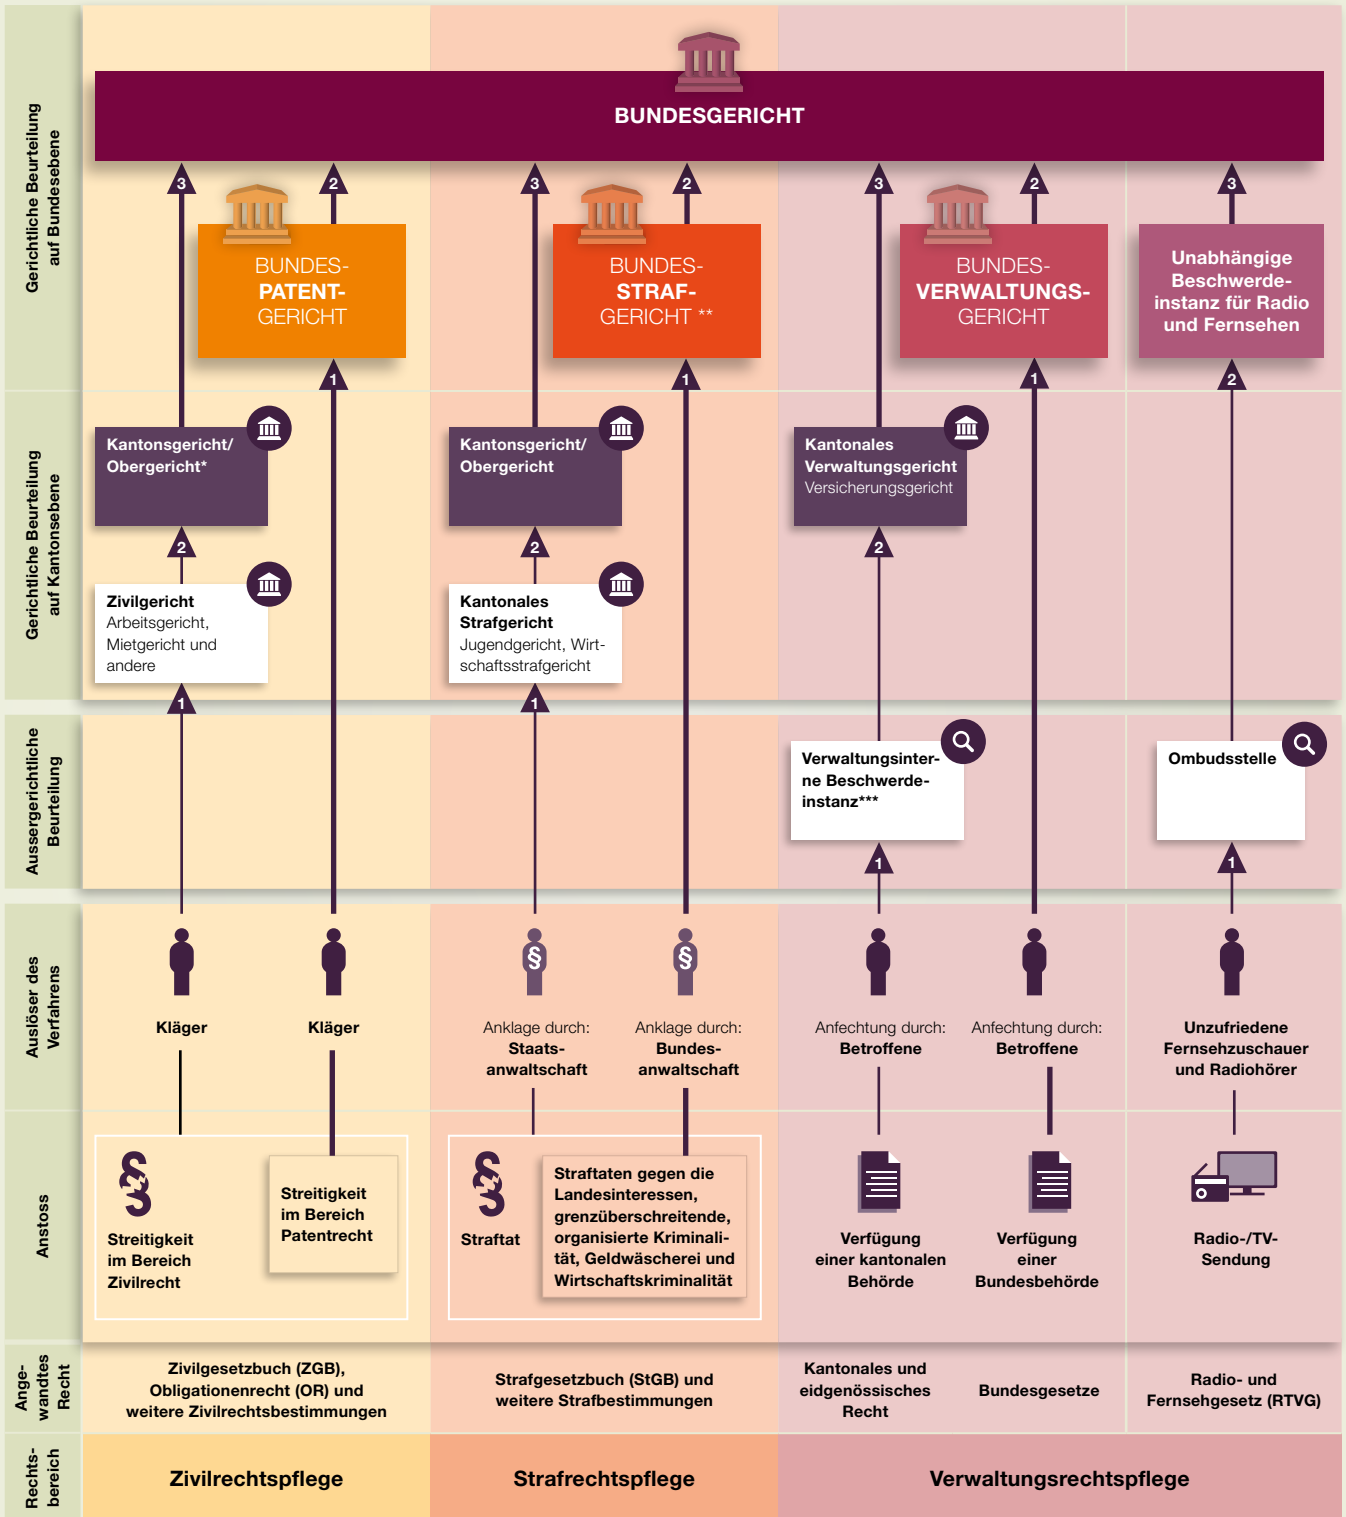 Gerichtliche Beurteilung
auf Bundesebene
BUNDESGERICHT
3
2
3
2
3
2
3
BUNDES-
PATENT-
GERICHT
BUNDES-
STRAF-
GERICHT **
BUNDES-
VERWALTUNGS-
GERICHT
Unabhängige
Beschwerde-
instanz für Radio
und Fernsehen
1
1
1
2
Gerichtliche Beurteilung
auf Kantonsebene
Kantonsgericht/
Obergericht*
Kantonsgericht/
Obergericht
Kantonales
Verwaltungsgericht
Versicherungsgericht
2
2
2
Zivilgericht
Arbeitsgericht,
Mietgericht und
andere
Kantonales
Strafgericht
Jugendgericht, Wirt-
schaftsstrafgericht
1
1
Aussergerichtliche
Beurteilung
Verwaltungsinter-
ne Beschwerde-
instanz***
Ombudsstelle
1
1
Auslöser des
Verfahrens
§
§
Kläger
Kläger
Anklage durch:
Staats-
anwaltschaft
Anklage durch:
Bundes-
anwaltschaft
Anfechtung durch:
Betroffene
Anfechtung durch:
Betroffene
Unzufriedene
Fernsehzuschauer
und Radiohörer
Anstoss
§
Streitigkeit
im Bereich
Zivilrecht
Streitigkeit
im Bereich
Patentrecht
§
Straftat
Straftaten gegen die
Landesinteressen,
grenzüberschreitende,
organisierte Kriminali-
tät, Geldwäscherei und
Wirtschaftskriminalität
Verfügung
einer kantonalen
Behörde
Verfügung
einer
Bundesbehörde
Radio-/TV-
Sendung
Ange-
wandtes
Recht
Zivilgesetzbuch (ZGB),
Obligationenrecht (OR) und
weitere Zivilrechtsbestimmungen
Strafgesetzbuch (StGB) und
weitere Strafbestimmungen
Kantonales und
eidgenössisches
Recht
Bundesgesetze
Radio- und
Fernsehgesetz (RTVG)
Rechts-
bereich
Zivilrechtspflege
Strafrechtspflege
Verwaltungsrechtspflege